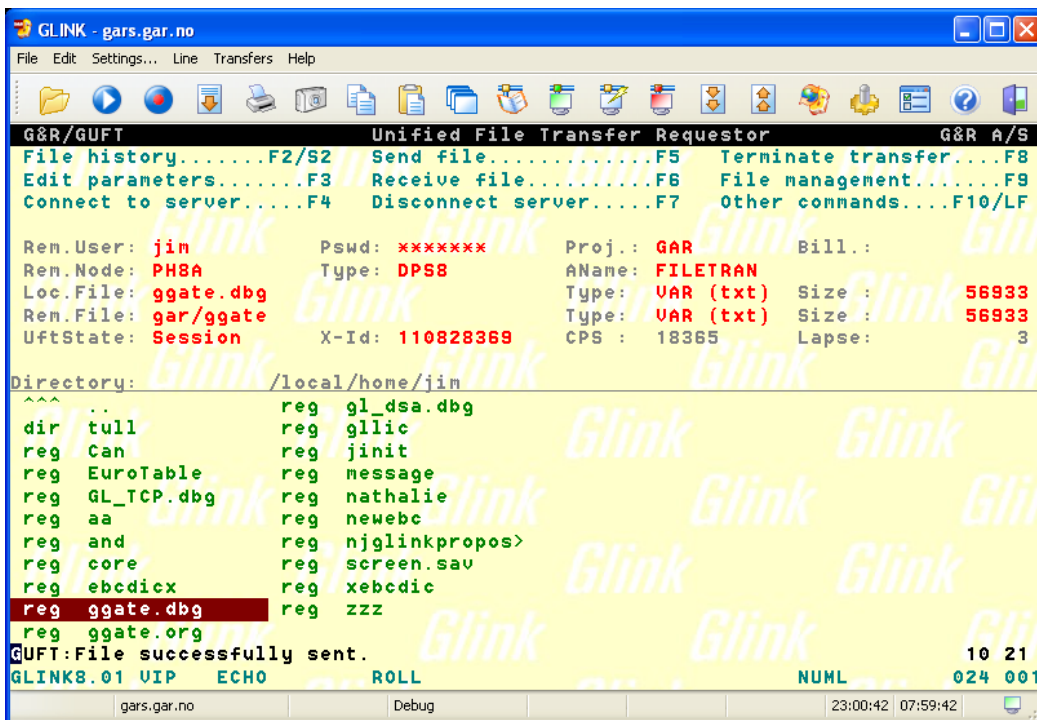 GLINK - gars.gar.no
File Edit Settings... Line Transfers Help
G&R/GUFT Unified File Transfer Requestor G&R A/S
File history.......F2/S2 Send file.............F5 Terminate transfer....F8
Edit parameters.......F3 Receive file..........F6 File management.......F9
Connect to server.....F4 Disconnect server.....F7 Other commands....F10/LF
Rem.User: jim Pswd: ******* Proj.: GAR Bill.:
Rem.Node: PH8A Type: DPS8 AName: FILETRAN
Loc.File: ggate.dbg Type: VAR (txt) Size : 56933
Rem.File: gar/ggate Type: VAR (txt) Size : 56933
UftState: Session X-Id: 110828369 CPS : 18365 Lapse: 3
Directory: /local/home/jim
^^^ .. reg gl_dsa.dbg
dir tull reg gllic
reg Can reg jinit
reg EuroTable reg message
reg GL_TCP.dbg reg nathalie
reg aa reg newebc
reg and reg njglinkpropos>
reg core reg screen.sav
reg ebcdicx reg xebcdic
reg ggate.dbg reg zzz
reg ggate.org
GUFT:File successfully sent. 10 21
GLINK8.01 VIP ECHO ROLL NUML 024 001
gars.gar.no Debug 23:00:42 07:59:42